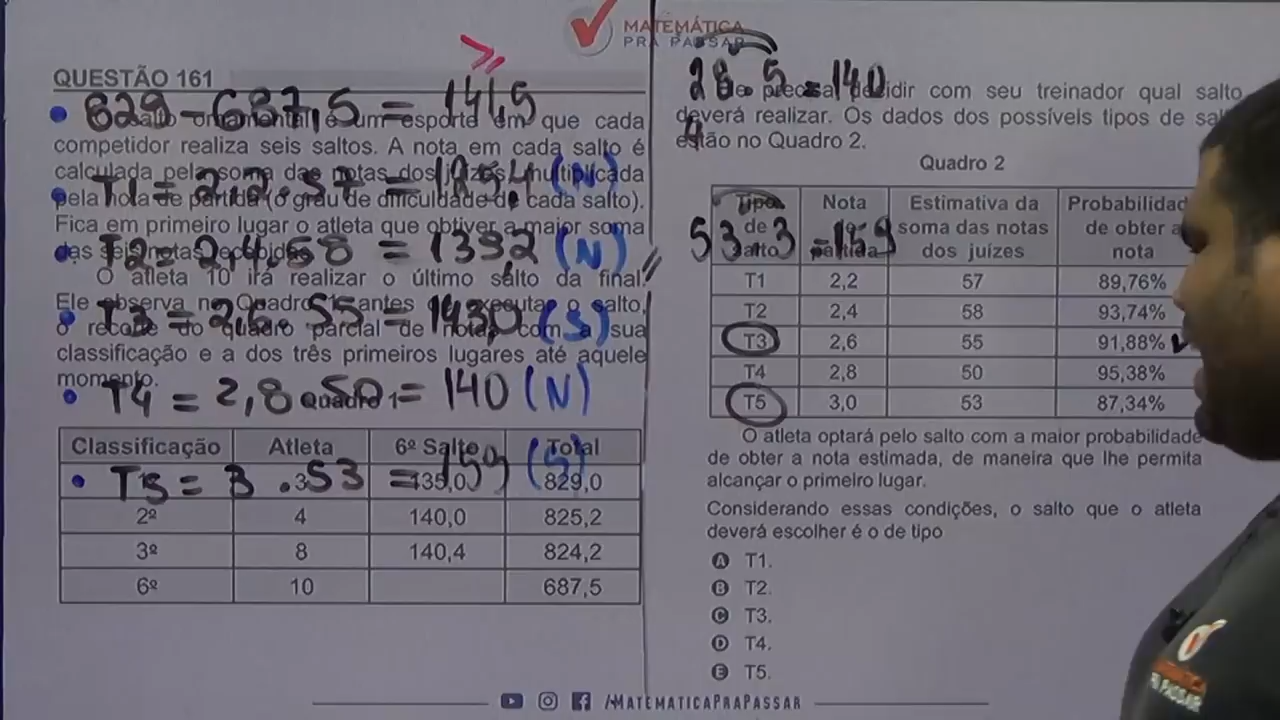 MATEMÁTICA
PRA PASSAR
QUESTÃO 161
829 - 687,5 = 141,5
é um esporte em que cada
competidor realiza seis saltos. A nota em cada salto é
calculada pela soma das notas dos multiplicada
T1 = 2,2 . 57 = 125,4 (N)
pela nota de partida (o grau de dificuldade de cada salto).
Fica em primeiro lugar o atleta que obtiver a maior soma
das seis notas
T2 = 2,4 . 58 = 139,2 (N)
O atleta 10 irá realizar o último salto da final.
Ele observa no Quadro 1, antes de executar o salto,
T3 = 2,6 . 55 = 143,0 (S)
o recorte do quadro parcial de notas com a sua
classificação e a dos três primeiros lugares até aquele
momento.
T4 = 2,8 . 50 = 140 (N)
Quadro 1
Classificação Atleta 6º Salto Total
T5 = 3 . 53 = 159 (S)
3 135,0 829,0
2º 4 140,0 825,2
3º 8 140,4 824,2
6º 10 687,5
28 . 5 = 140
Ele precisa decidir com seu treinador qual salto
deverá realizar. Os dados dos possíveis tipos de
estão no Quadro 2.
Quadro 2
Tipo de salto Nota partida Estimativa da soma das notas dos juízes Probabilidad de obter a nota
53 . 3 = 159
T1 2,2 57 89,76%
T2 2,4 58 93,74%
T3 2,6 55 91,88%
T4 2,8 50 95,38%
T5 3,0 53 87,34%
O atleta optará pelo salto com a maior probabilidade
de obter a nota estimada, de maneira que lhe permita
alcançar o primeiro lugar.
Considerando essas condições, o salto que o atleta
deverá escolher é o de tipo
A T1.
B T2.
C T3.
D T4.
E T5.
/MATEMATICAPRAPASSAR